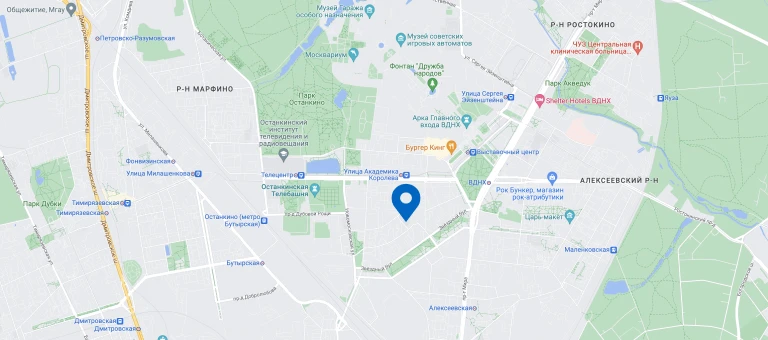 Общежитие, Мгау
Музей Гаража
особого назначения
Р-Н РОСТОКИНО
Петровско-Разумовская
Музей советских
игровых автоматов
ЧУЗ Центральная
клиническая больница...
Москвариум
Фонтан "Дружба
народов"
Парк Акведук
Р-Н МАРФИНО
Парк
Останкино
Улица Сергея
Эйзенштейна
Shelter Hotels ВДНХ
Яуза
Дмитровское ш.
Арка Главного
входа ВДНХ
Останкинский
институт
телевидения и
радиовещания
Бургер Кинг
Выставочный центр
Фонвизинская
Улица Милашенкова
Телецентр
Улица Академика
Королева
ВДНХ
АЛЕКСЕЕВСКИЙ Р-Н
Останкинская
Телебашня
Рок Бункер, магазин
рок-атрибутики
Парк Дубки
Тимирязевская
Тимирязевская
Останкино (метро
Бутырская)
пр-д Дубовой Рощи
Звёздный бул.
Царь-макет
Маленковская
Бутырская
Звёздный бул.
пр-т Мира
Дмитровское ш.
пр-д Добролюбова
Алексеевская
Дмитровская
Дмитровская